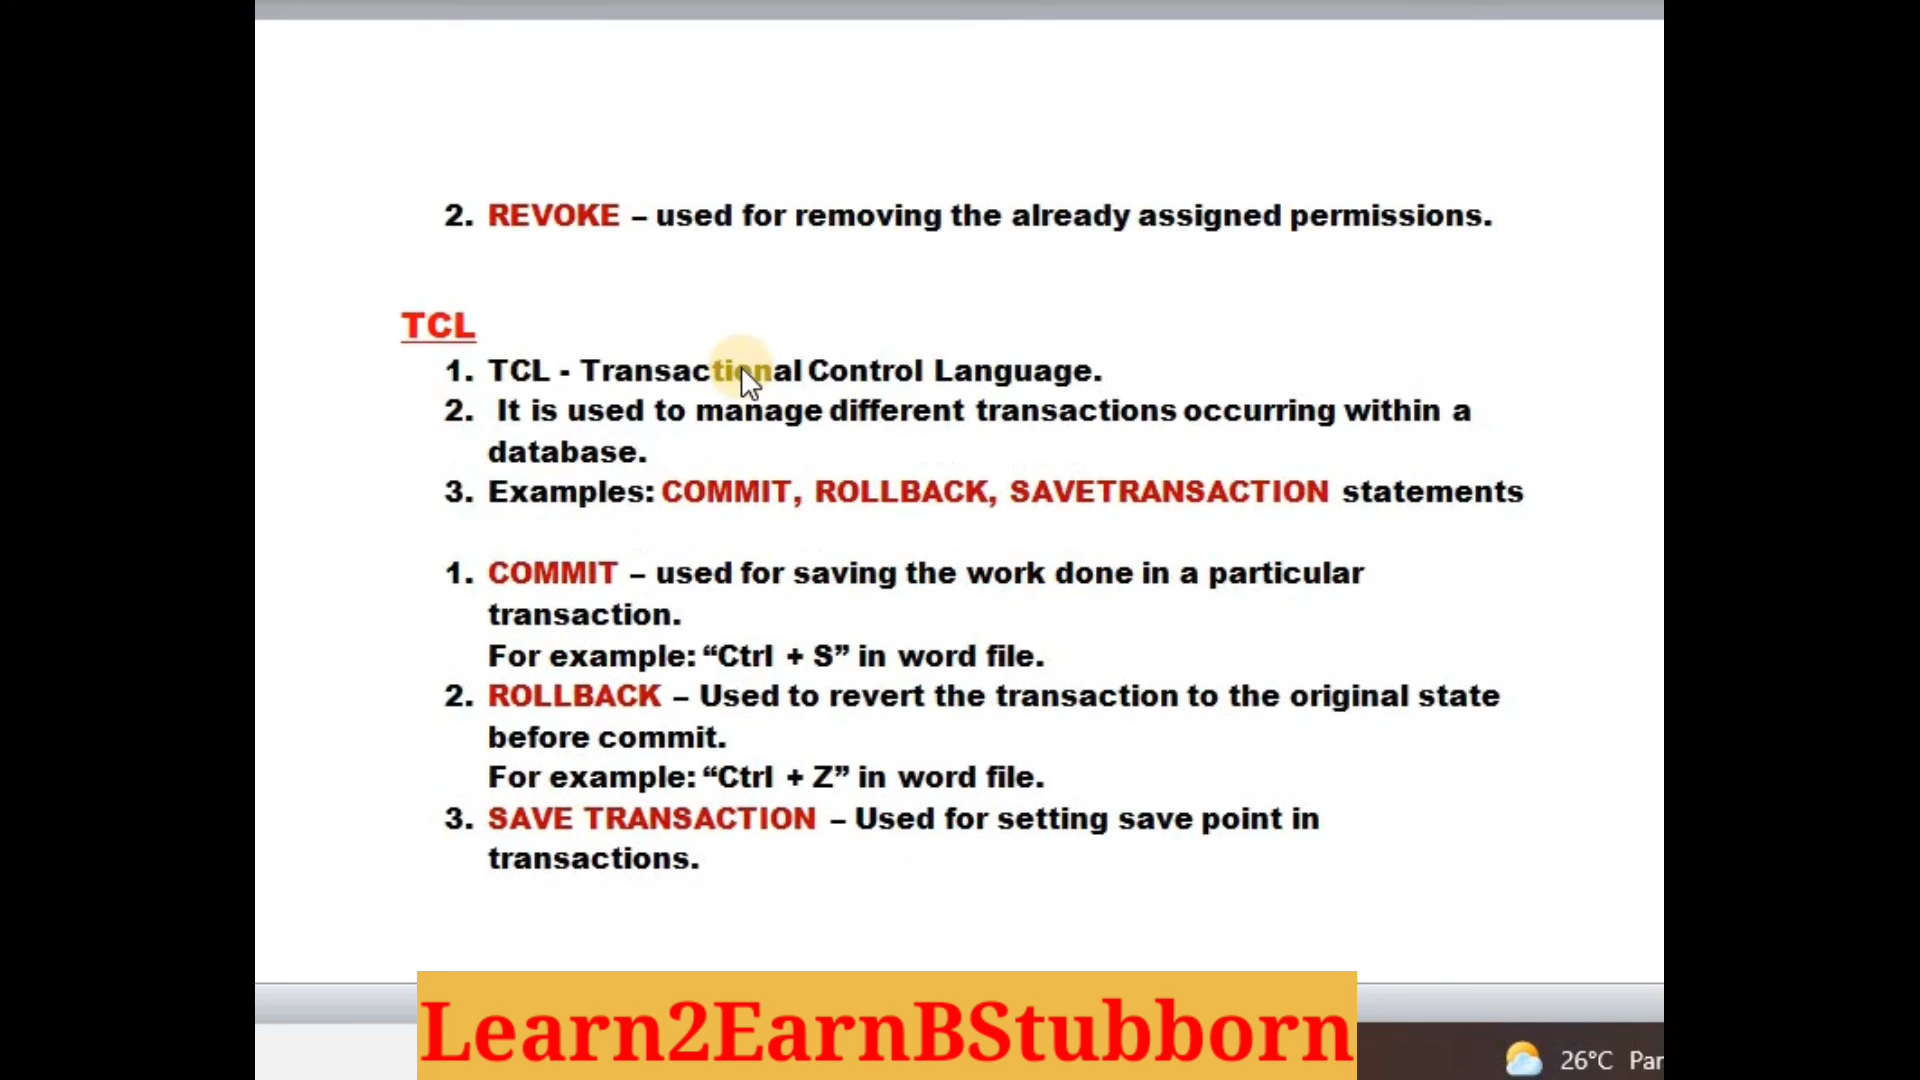 2. REVOKE – used for removing the already assigned permissions.
TCL
1. TCL - Transactional Control Language.
2. It is used to manage different transactions occurring within a
database.
3. Examples: COMMIT, ROLLBACK, SAVETRANSACTION statements
1. COMMIT – used for saving the work done in a particular
transaction.
For example: “Ctrl + S” in word file.
2. ROLLBACK – Used to revert the transaction to the original state
before commit.
For example: “Ctrl + Z” in word file.
3. SAVE TRANSACTION – Used for setting save point in
transactions.
Learn2EarnBStubborn
26°C Par